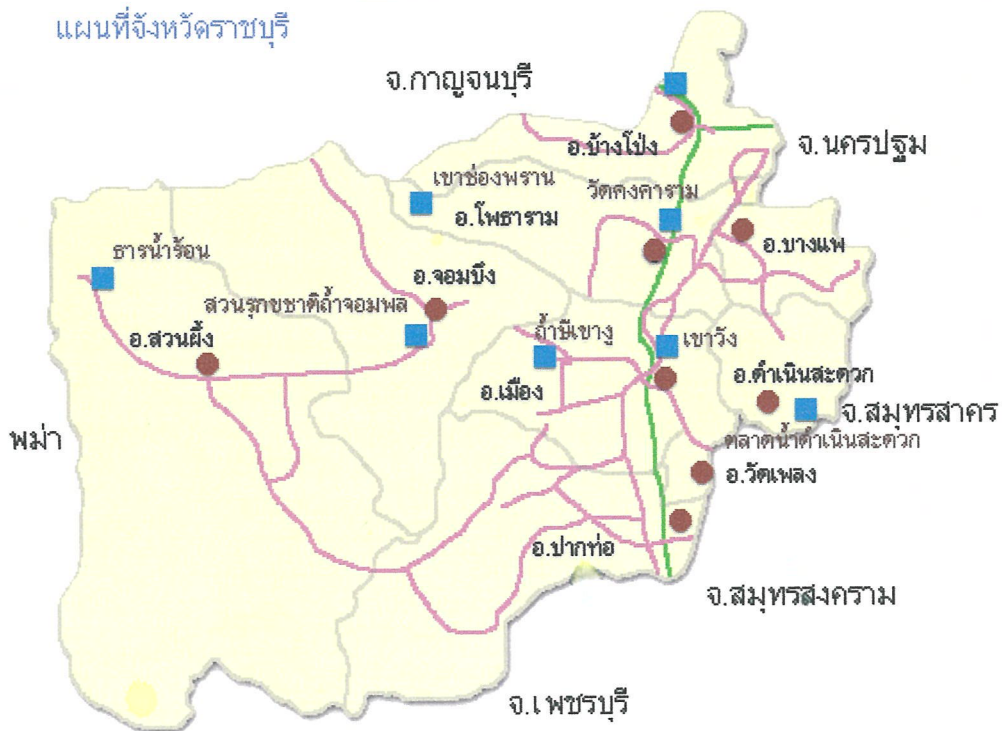 แผนที่จังหวัดราชบุรี
จ.กาญจนบุรี
อ.บ้านโป่ง
จ.นครปฐม
เขาช่องพราน
วัดคงคาราม
อ.โพธาราม
อ.บางแพ
ธารน้ำร้อน
อ.จอมบึง
สวนรุกขชาติถ้ำจอมพล
อ.สวนผึ้ง
ถ้ำษีเขางู
เขาวัง
อ.เมือง
อ.ดำเนินสะดวก
จ.สมุทรสาคร
พม่า
ตลาดน้ำดำเนินสะดวก
อ.วัดเพลง
อ.ปากท่อ
จ.สมุทรสงคราม
จ.เพชรบุรี